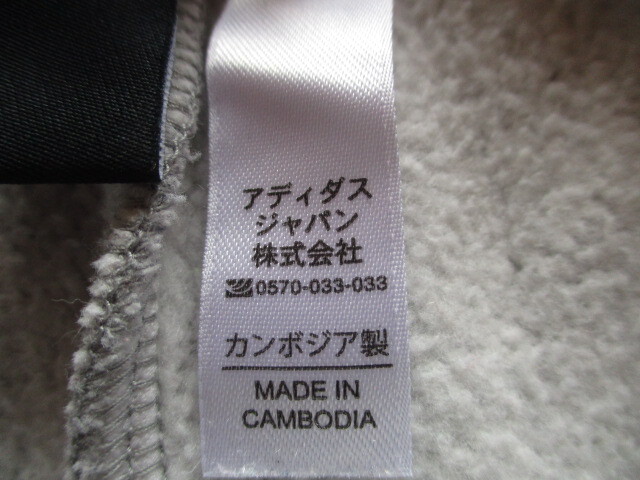 アディダス
ジャパン
株式会社
0570-033-033
カンボジア製
MADE IN
CAMBODIA